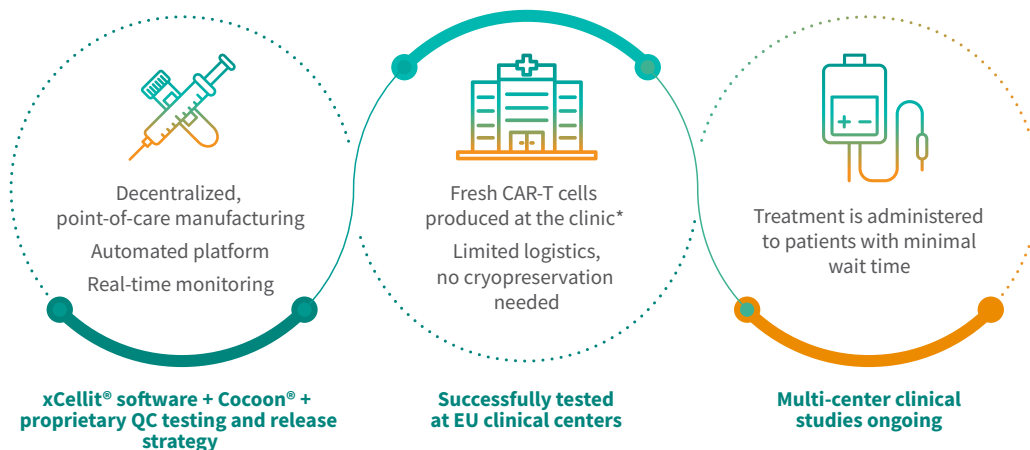 Decentralized,
point-of-care manufacturing
Automated platform
Real-time monitoring
xCellit® software + Cocoon® +
proprietary QC testing and release
strategy
Fresh CAR-T cells
produced at the clinic*
Limited logistics,
no cryopreservation
needed
Successfully tested
at EU clinical centers
Treatment is administered
to patients with minimal
wait time
Multi-center clinical
studies ongoing